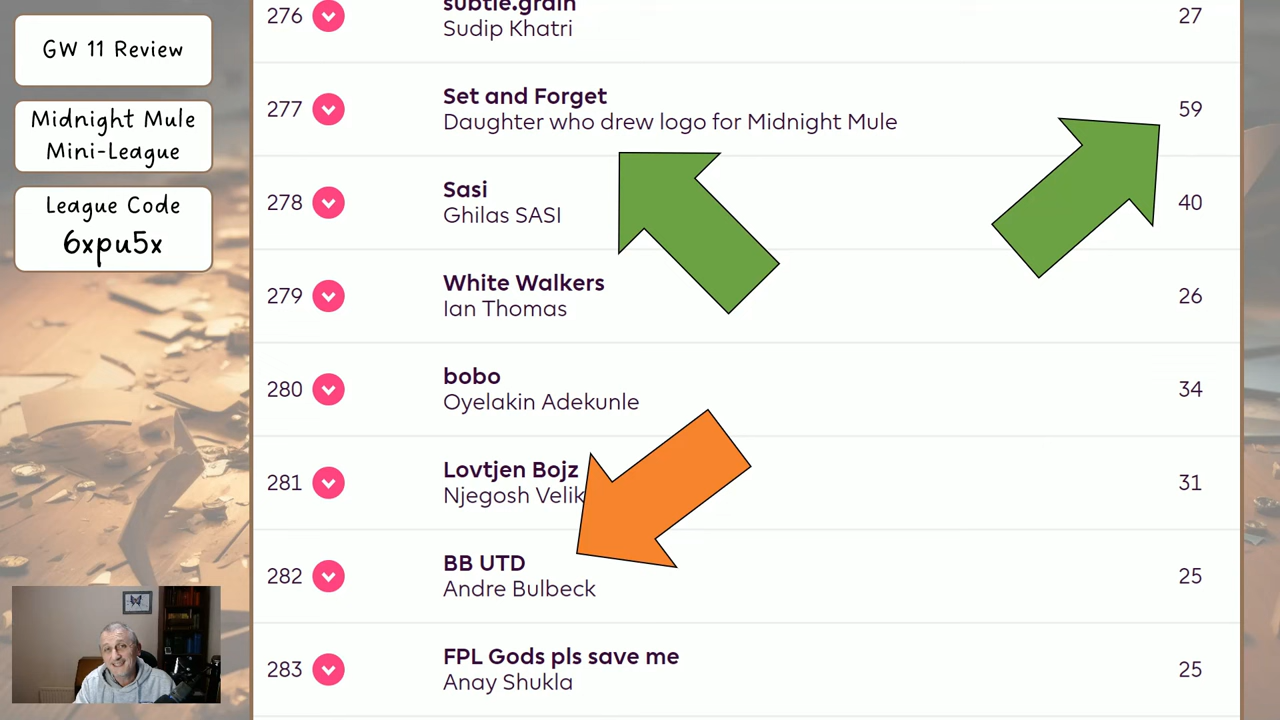 GW 11 Review
Midnight Mule
Mini-League
League Code
6xpu5x
276 subtle.grain 27
Sudip Khatri
277 Set and Forget 59
Daughter who drew logo for Midnight Mule
278 Sasi 40
Ghilas SASI
279 White Walkers 26
Ian Thomas
280 bobo 34
Oyelakin Adekunle
281 Lovtjen Bojz 31
Njegosh
282 BB UTD 25
Andre Bulbeck
283 FPL Gods pls save me 25
Anay Shukla